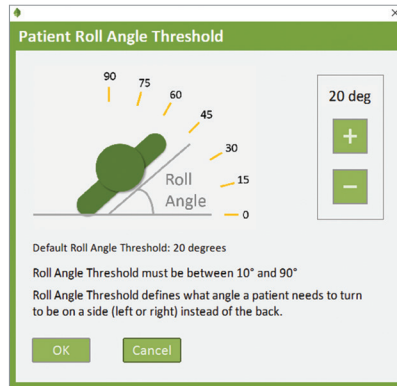 Patient Roll Angle Threshold
90
75
60
45
30
15
0
Roll
Angle
20 deg
+
−
Default Roll Angle Threshold: 20 degrees
Roll Angle Threshold must be between 10° and 90°
Roll Angle Threshold defines what angle a patient needs to turn
to be on a side (left or right) instead of the back.
OK
Cancel